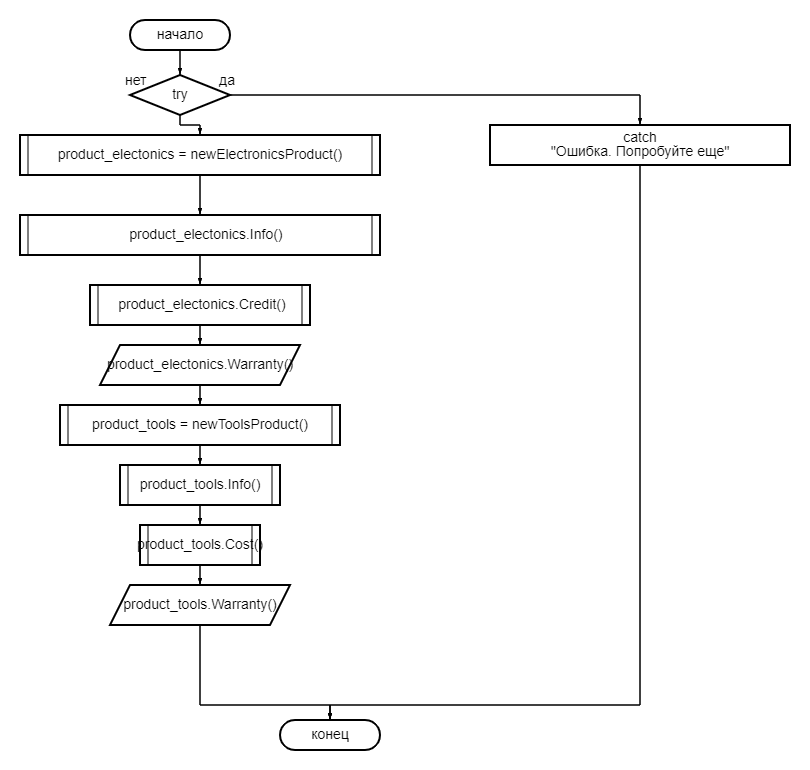 начало
нет
да
try
product_electonics = newElectronicsProduct()
catch
"Ошибка. Попробуйте еще"
product_electonics.Info()
product_electonics.Credit()
product_electonics.Warranty()
product_tools = newToolsProduct()
product_tools.Info()
product_tools.Cost()
product_tools.Warranty()
конец